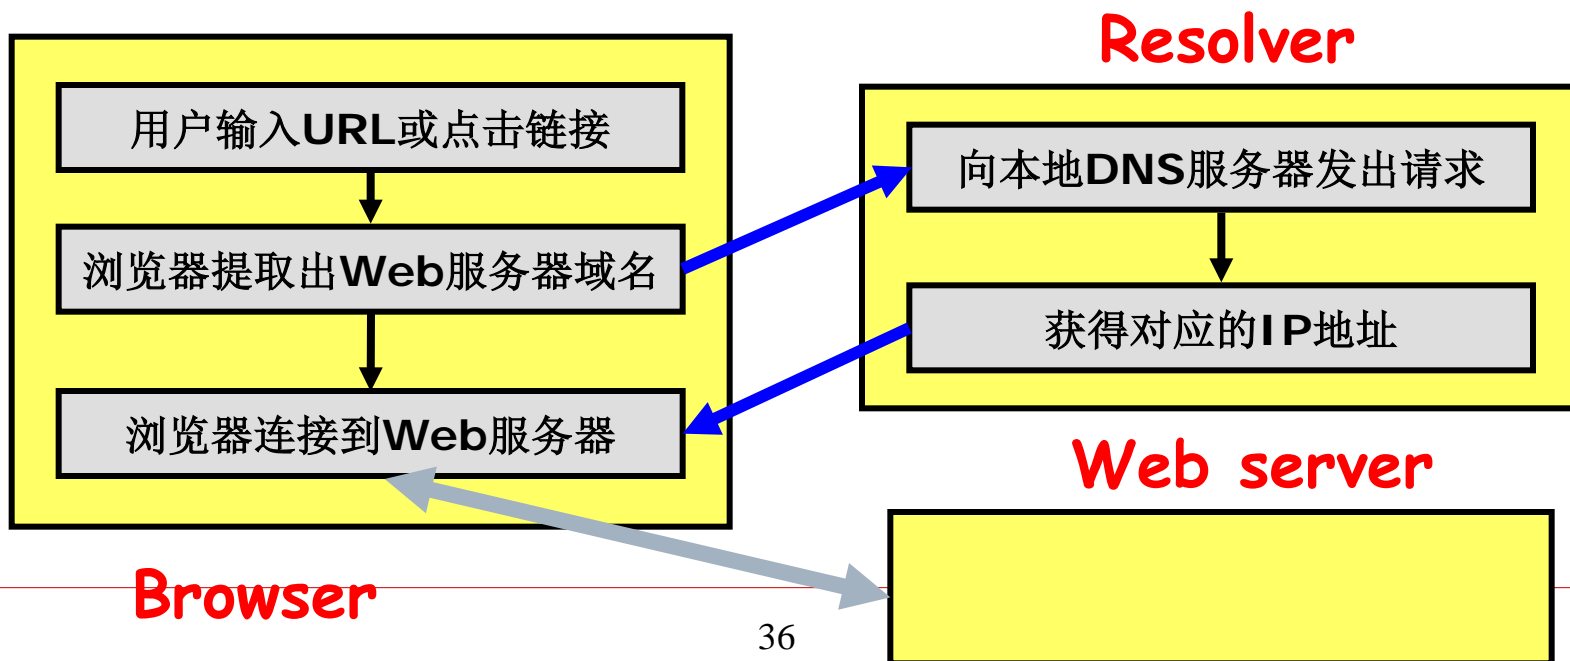 Resolver
用户输入URL或点击链接
向本地DNS服务器发出请求
浏览器提取出Web服务器域名
获得对应的IP地址
浏览器连接到Web服务器
Web server
Browser
36